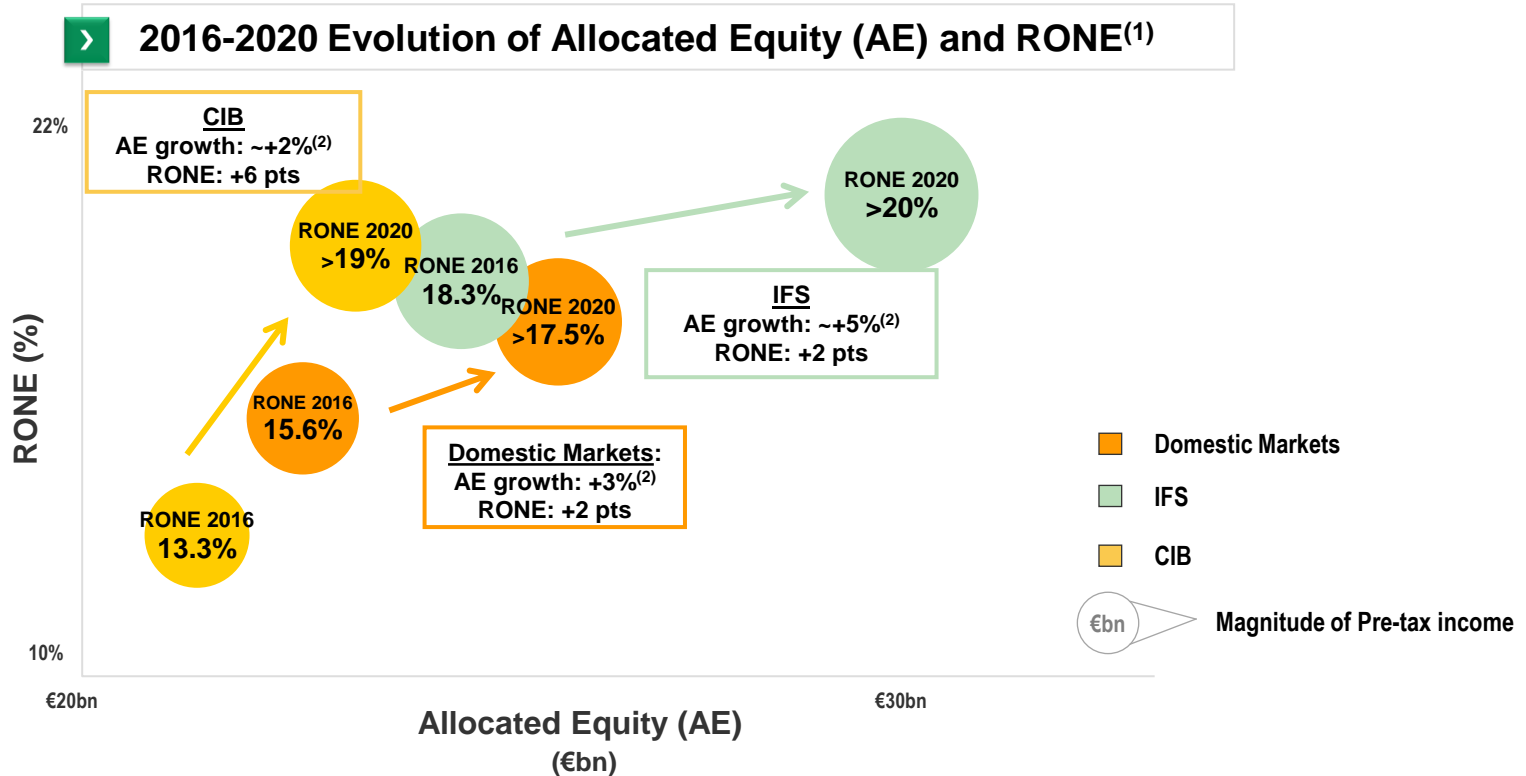 2016-2020 Evolution of Allocated Equity (AE) and RONE(1)
22%
CIB
AE growth: ~+2%(2)
RONE: +6 pts
RONE 2020
>20%
RONE 2020
>19%
RONE 2016
18.3%
RONE 2020
>17.5%
IFS
AE growth: ~+5%(2)
RONE: +2 pts
RONE (%)
RONE 2016
15.6%
Domestic Markets:
AE growth: +3%(2)
RONE: +2 pts
RONE 2016
13.3%
Domestic Markets
IFS
CIB
€bn
Magnitude of Pre-tax income
10%
€20bn
€30bn
Allocated Equity (AE)
(€bn)